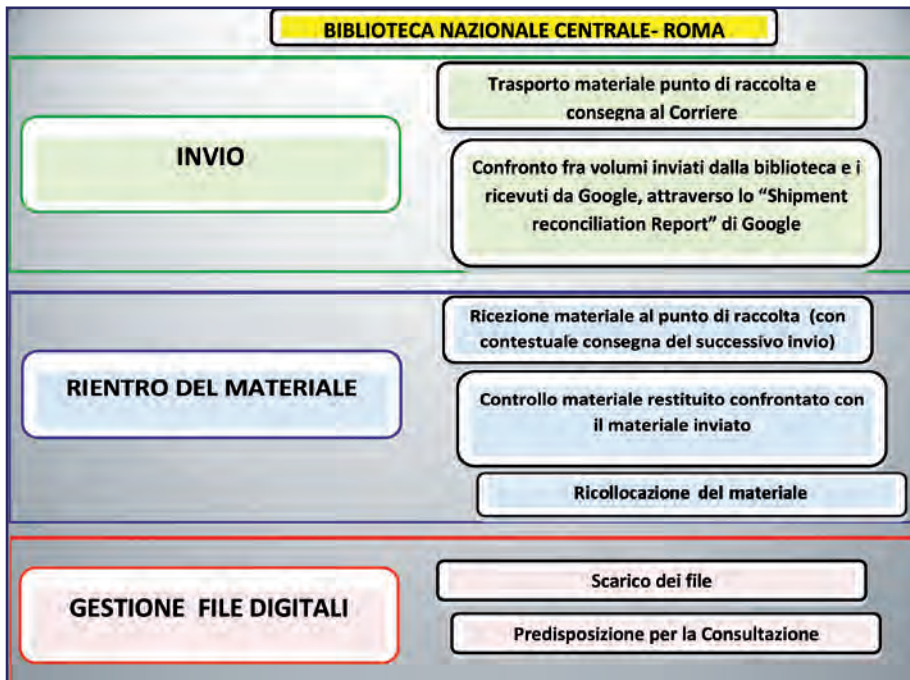 BIBLIOTECA NAZIONALE CENTRALE- ROMA
INVIO
Trasporto materiale punto di raccolta e
consegna al Corriere
Confronto fra volumi inviati dalla biblioteca e i
ricevuti da Google, attraverso lo “Shipment
reconciliation Report” di Google
RIENTRO DEL MATERIALE
Ricezione materiale al punto di raccolta (con
contestuale consegna del successivo invio)
Controllo materiale restituito confrontato con
il materiale inviato
Ricollocazione del materiale
GESTIONE FILE DIGITALI
Scarico dei file
Predisposizione per la Consultazione